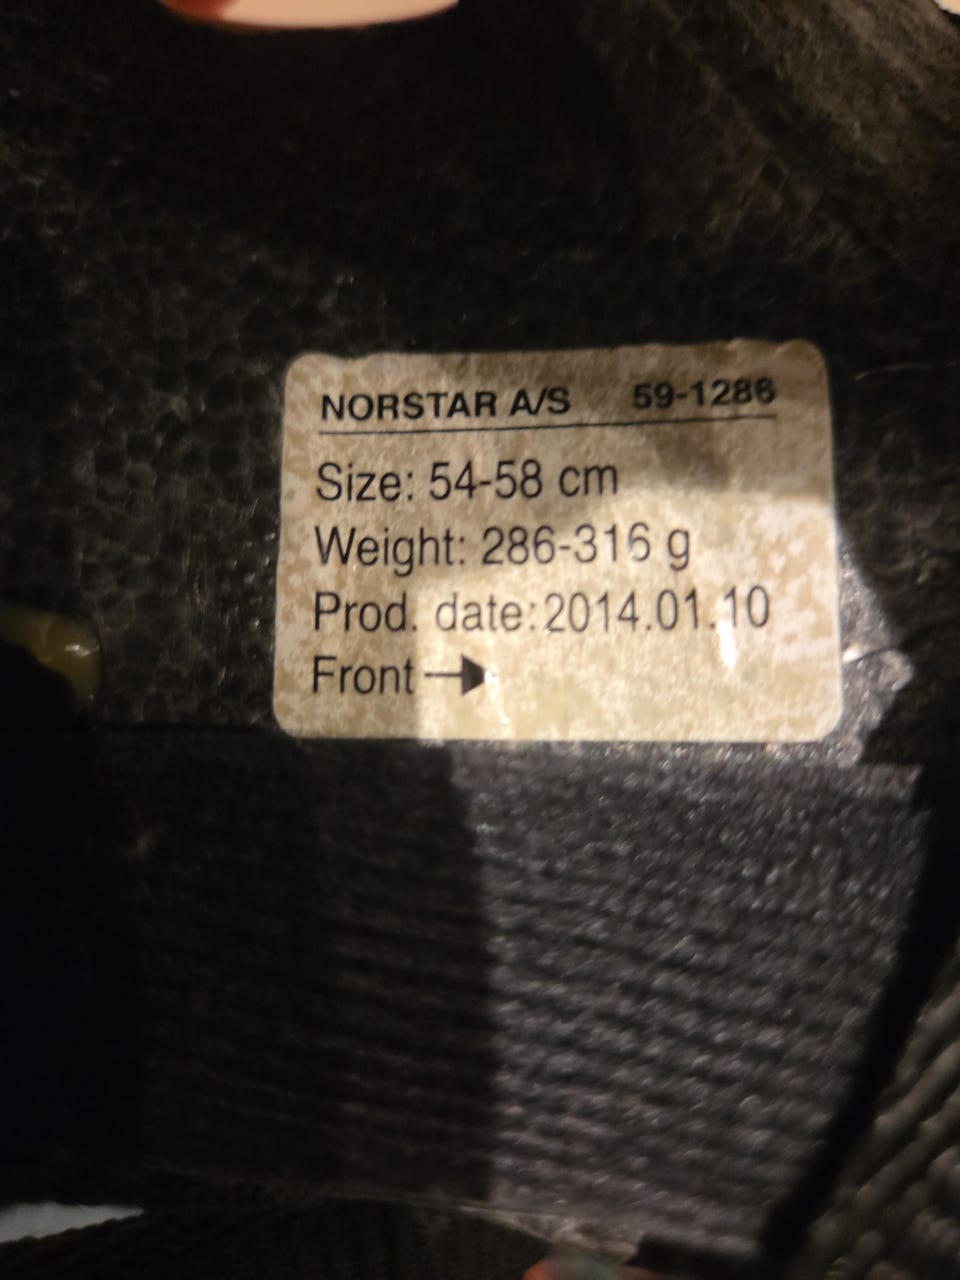 NORSTAR A/S 59-1286
Size: 54-58 cm
Weight: 286-316 g
Prod. date: 2014.01.10
Front →